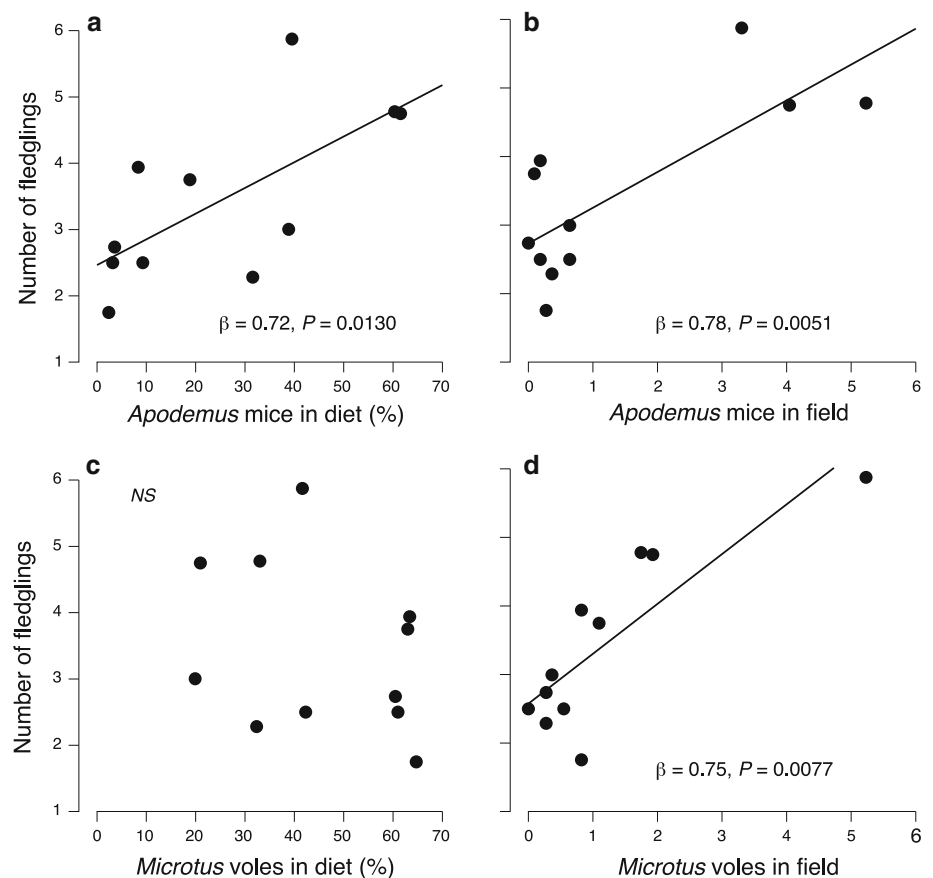 a
6
5
4
3
2
1
Number of fledglings
β = 0.72, P = 0.0130
0 10 20 30 40 50 60 70
Apodemus mice in diet (%)
b
β = 0.78, P = 0.0051
0 1 2 3 4 5 6
Apodemus mice in field
c
NS
6
5
4
3
2
1
Number of fledglings
0 10 20 30 40 50 60 70
Microtus voles in diet (%)
d
β = 0.75, P = 0.0077
0 1 2 3 4 5 6
Microtus voles in field